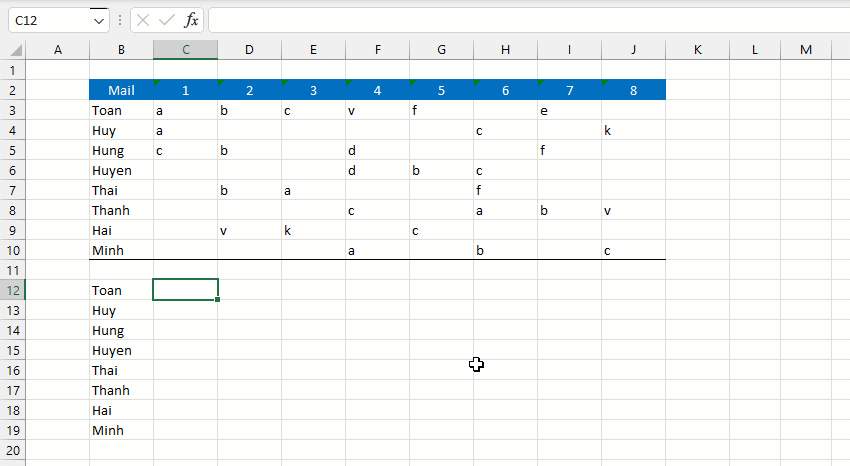 C12 fx
A B C D E F G H I J K L M
1
2 Mail 1 2 3 4 5 6 7 8
3 Toan a b c v f e
4 Huy a c k
5 Hung c b d f
6 Huyen d b c
7 Thai b a f
8 Thanh c a b v
9 Hai v k c
10 Minh a b c
11
12 Toan
13 Huy
14 Hung
15 Huyen
16 Thai
17 Thanh
18 Hai
19 Minh
20